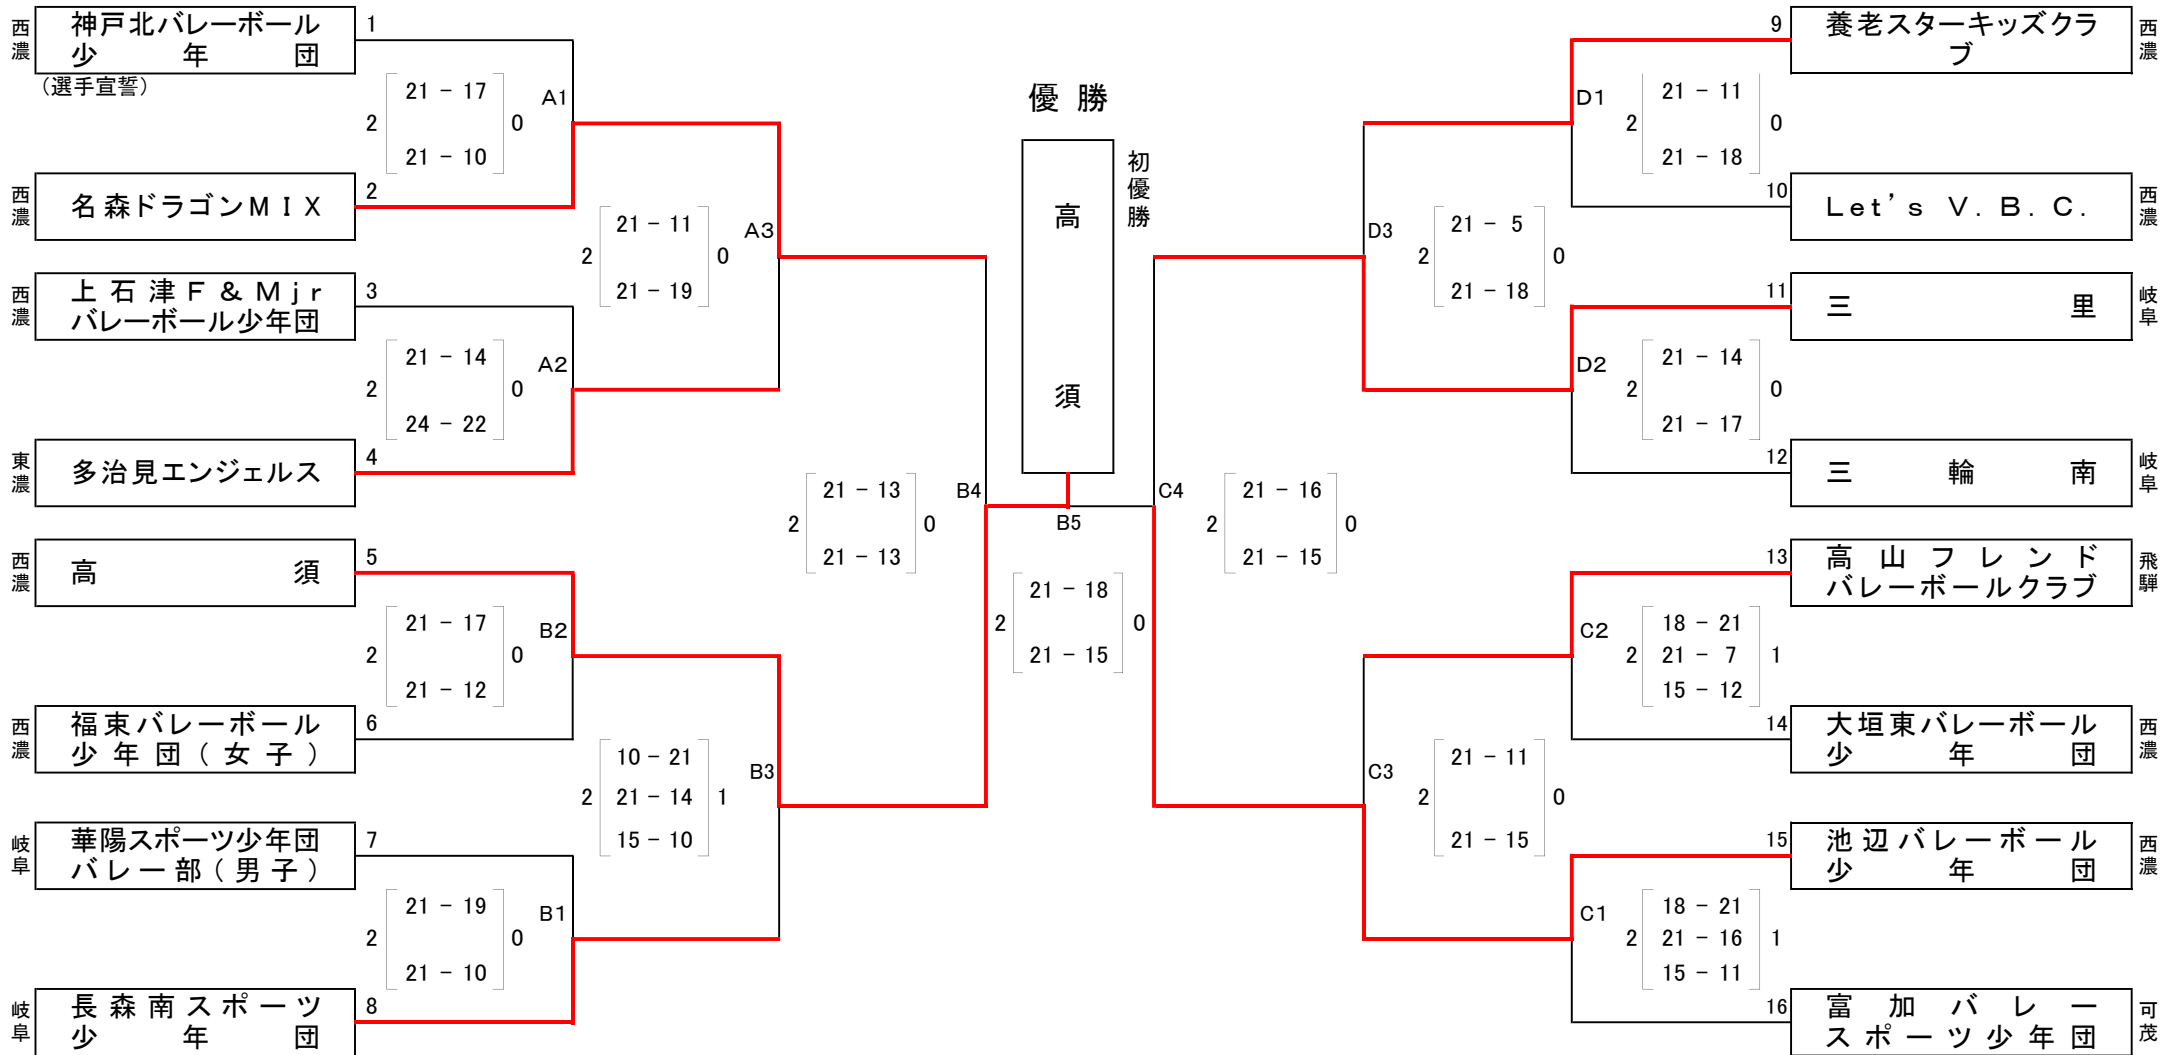 西濃
神戸北バレーボール
少年団
1
(選手宣誓)
2
21 - 17
21 - 10
0
A1
西濃
名森ドラゴンＭＩＸ
2
2
21 - 11
21 - 19
0
A3
西濃
上石津Ｆ＆Ｍｊｒ
バレーボール少年団
3
2
21 - 14
24 - 22
0
A2
東濃
多治見エンジェルス
4
2
21 - 13
21 - 13
0
B4
西濃
高須
5
2
21 - 17
21 - 12
0
B2
西濃
福束バレーボール
少年団（女子）
6
2
10 - 21
21 - 14
15 - 10
1
B3
岐阜
華陽スポーツ少年団
バレー部（男子）
7
2
21 - 19
21 - 10
0
B1
岐阜
長森南スポーツ
少年団
8
優勝
高須
初優勝
B5
2
21 - 18
21 - 15
0
9
養老スターキッズクラ
ブ
西濃
D1
2
21 - 11
21 - 18
0
10
Ｌｅｔ’ｓ Ｖ．Ｂ．Ｃ．
西濃
D3
2
21 - 5
21 - 18
0
11
三里
岐阜
D2
2
21 - 14
21 - 17
0
12
三輪南
岐阜
C4
2
21 - 16
21 - 15
0
13
高山フレンド
バレーボールクラブ
飛騨
C2
2
18 - 21
21 - 7
15 - 12
1
14
大垣東バレーボール
少年団
西濃
C3
2
21 - 11
21 - 15
0
15
池辺バレーボール
少年団
西濃
C1
2
18 - 21
21 - 16
15 - 11
1
16
富加バレー
スポーツ少年団
可茂